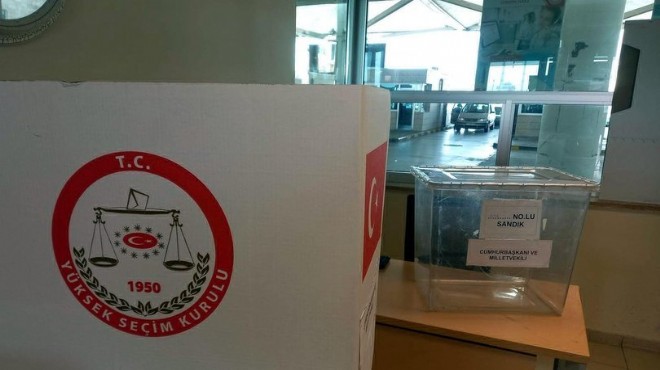 T.C.
1950
YÜKSEK SEÇİM KURULU
NO.LU
SANDIK
CUMHURBAŞKANI VE
MİLLETVEKİLİ